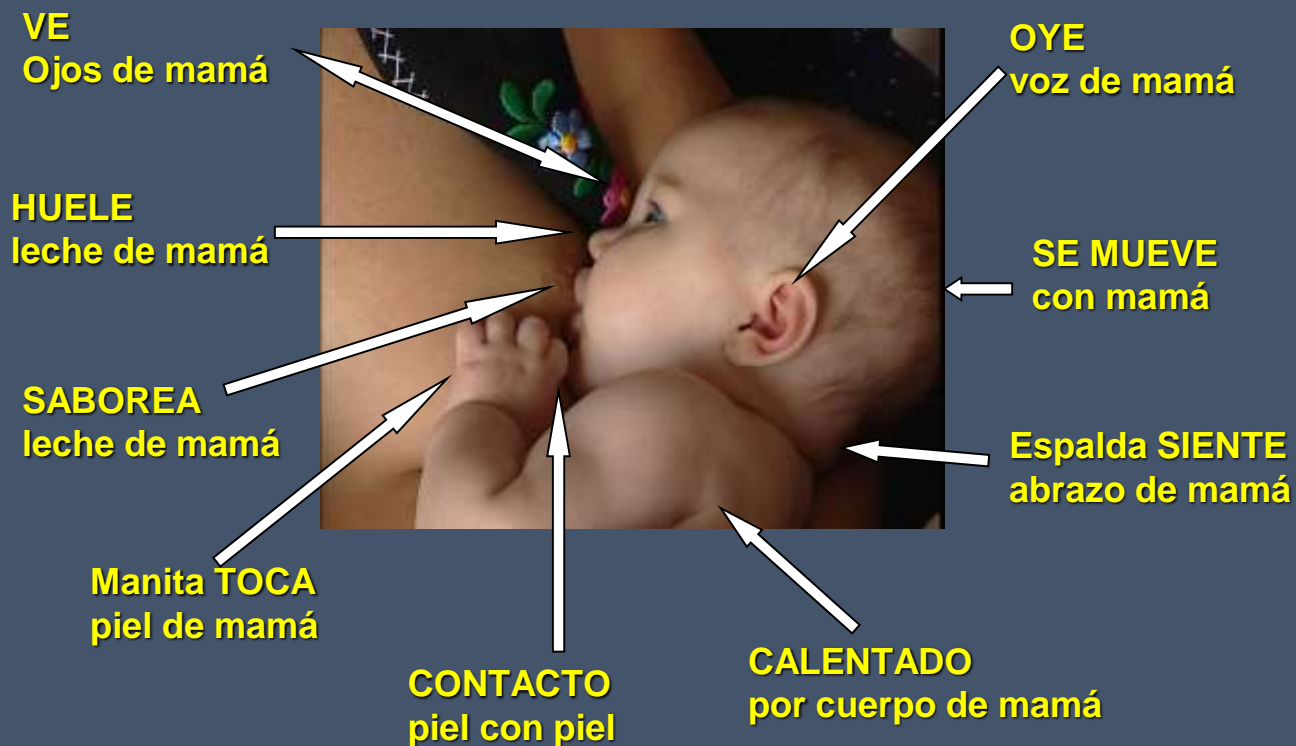 VE
Ojos de mamá
OYE
voz de mamá
HUELE
leche de mamá
SE MUEVE
con mamá
SABOREA
leche de mamá
Espalda SIENTE
abrazo de mamá
Manita TOCA
piel de mamá
CONTACTO
piel con piel
CALENTADO
por cuerpo de mamá